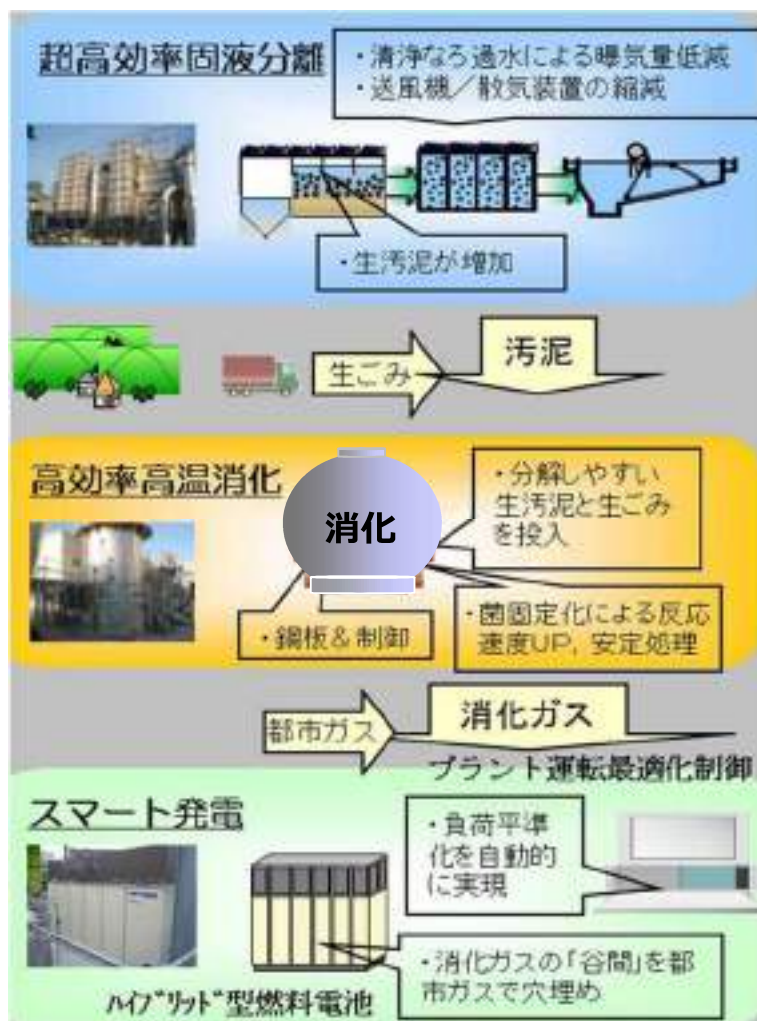 超高効率固液分離
・清浄なろ過水による曝気量低減
・送風機／散気装置の縮減
・生汚泥が増加
生ごみ
汚泥
高効率高温消化
消化
・分解しやすい
生汚泥と生ごみ
を投入
・鋼板＆制御
・菌固定化による反応
速度UP, 安定処理
都市ガス
消化ガス
プラント運転最適化制御
スマート発電
・負荷平準
化を自動的
に実現
・消化ガスの「谷間」を都
市ガスで穴埋め
ﾊｲﾌﾞﾘｯﾄﾞ型燃料電池